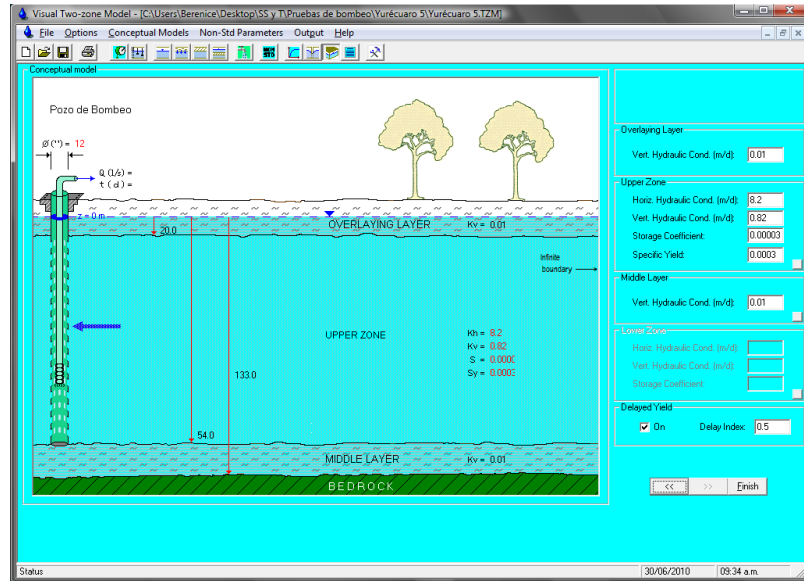 Visual Two-zone Model - [C:\Users\Berenice\Desktop\SS y T\Pruebas de bombeo\Yurécuaro 5\Yurécuaro 5.TZM]
File Options Conceptual Models Non-Std Parameters Output Help
Conceptual model
Pozo de Bombeo
Ø('') = 12
Q (1/s) =
t (d) =
z = 0 m
OVERLAYING LAYER Kv = 0.01
20.0
Infinite
boundary
UPPER ZONE
Kh = 8.2
Kv = 0.82
S = 0.0000
Sy = 0.0003
133.0
54.0
MIDDLE LAYER Kv = 0.01
BEDROCK
Overlaying Layer
Vert. Hydraulic Cond. (m/d): 0.01
Upper Zone
Horiz. Hydraulic Cond. (m/d): 8.2
Vert. Hydraulic Cond. (m/d): 0.82
Storage Coefficient: 0.00003
Specific Yield: 0.0003
Middle Layer
Vert. Hydraulic Cond. (m/d): 0.01
Lower Zone
Horiz. Hydraulic Cond. (m/d):
Vert. Hydraulic Cond. (m/d):
Storage Coefficient:
Delayed Yield
On Delay Index: 0.5
<< >> Finish
Status 30/06/2010 09:34 a.m.